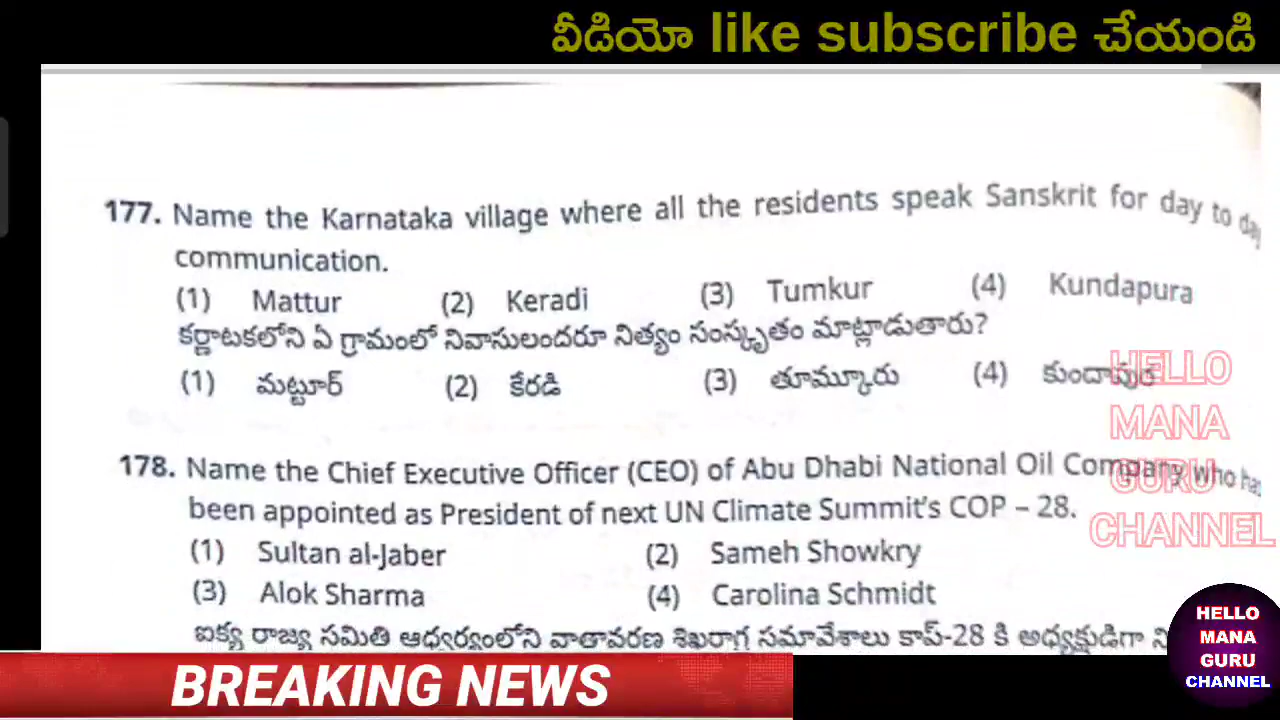 వీడియో like subscribe చేయండి
177. Name the Karnataka village where all the residents speak Sanskrit for day to day
communication.
(1) Mattur (2) Keradi (3) Tumkur (4) Kundapura
కర్ణాటకలోని ఏ గ్రామంలో నివాసులందరూ నిత్యం సంస్కృతం మాట్లాడుతారు?
(1) మట్టూర్ (2) కేరడి (3) తూమ్కూరు (4) కుందాపుర
HELLO
MANA
GURU
CHANNEL
178. Name the Chief Executive Officer (CEO) of Abu Dhabi National Oil Company who has
been appointed as President of next UN Climate Summit's COP – 28.
(1) Sultan al-Jaber (2) Sameh Showkry
(3) Alok Sharma (4) Carolina Schmidt
ఐక్య రాజ్య సమితి ఆధ్వర్యంలోని వాతావరణ శిఖరాగ్ర సమావేశాలు కాప్-28 కి అధ్యక్షుడిగా
BREAKING NEWS
HELLO
MANA
GURU
CHANNEL